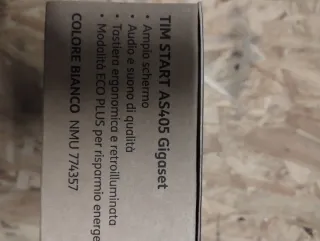 TIM START AS405 Gigaset
• Ampio schermo
• Audio e suono di qualità
• Tastiera ergonomica e retroilluminata
• Modalità ECO PLUS per risparmio energe
COLORE BIANCO NMU 774357